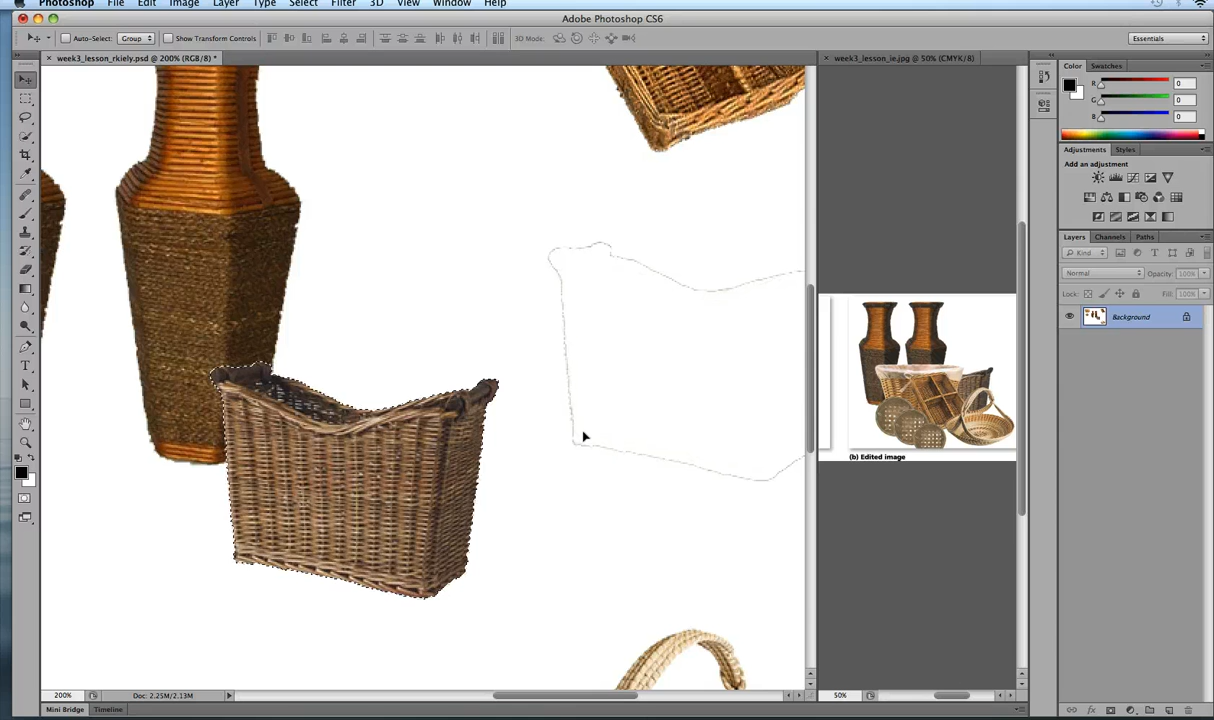 Photoshop File Edit Image Layer Type Select Filter 3D View Window Help
Adobe Photoshop CS6
Auto-Select: Group Show Transform Controls 3D Mode: Essentials
week3_lesson_rkiely.psd @ 200% (RGB/8) *
week3_lesson_ie.jpg @ 50% (CMYK/8)
Color Swatches
R 0
G 0
B 0
Adjustments Styles
Add an adjustment
Layers Channels Paths
Kind
Normal Opacity: 100%
Lock: Fill: 100%
Background
(b) Edited image
200% Doc: 2.25M/2.13M
50%
Mini Bridge Timeline